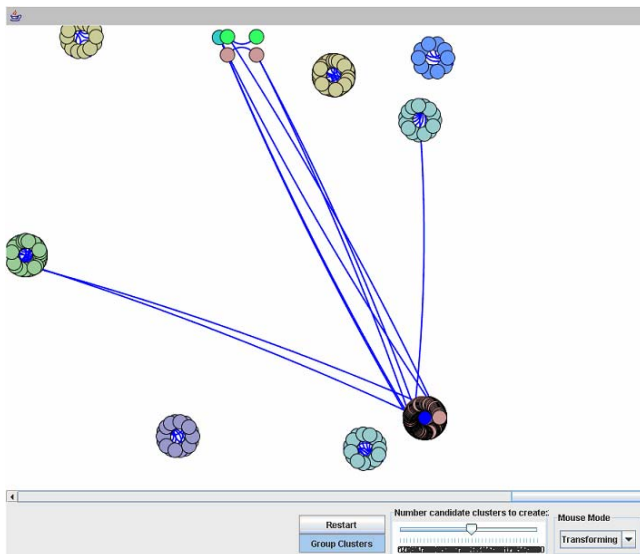 Number candidate clusters to create:
Mouse Mode
Restart
Group Clusters
Transforming